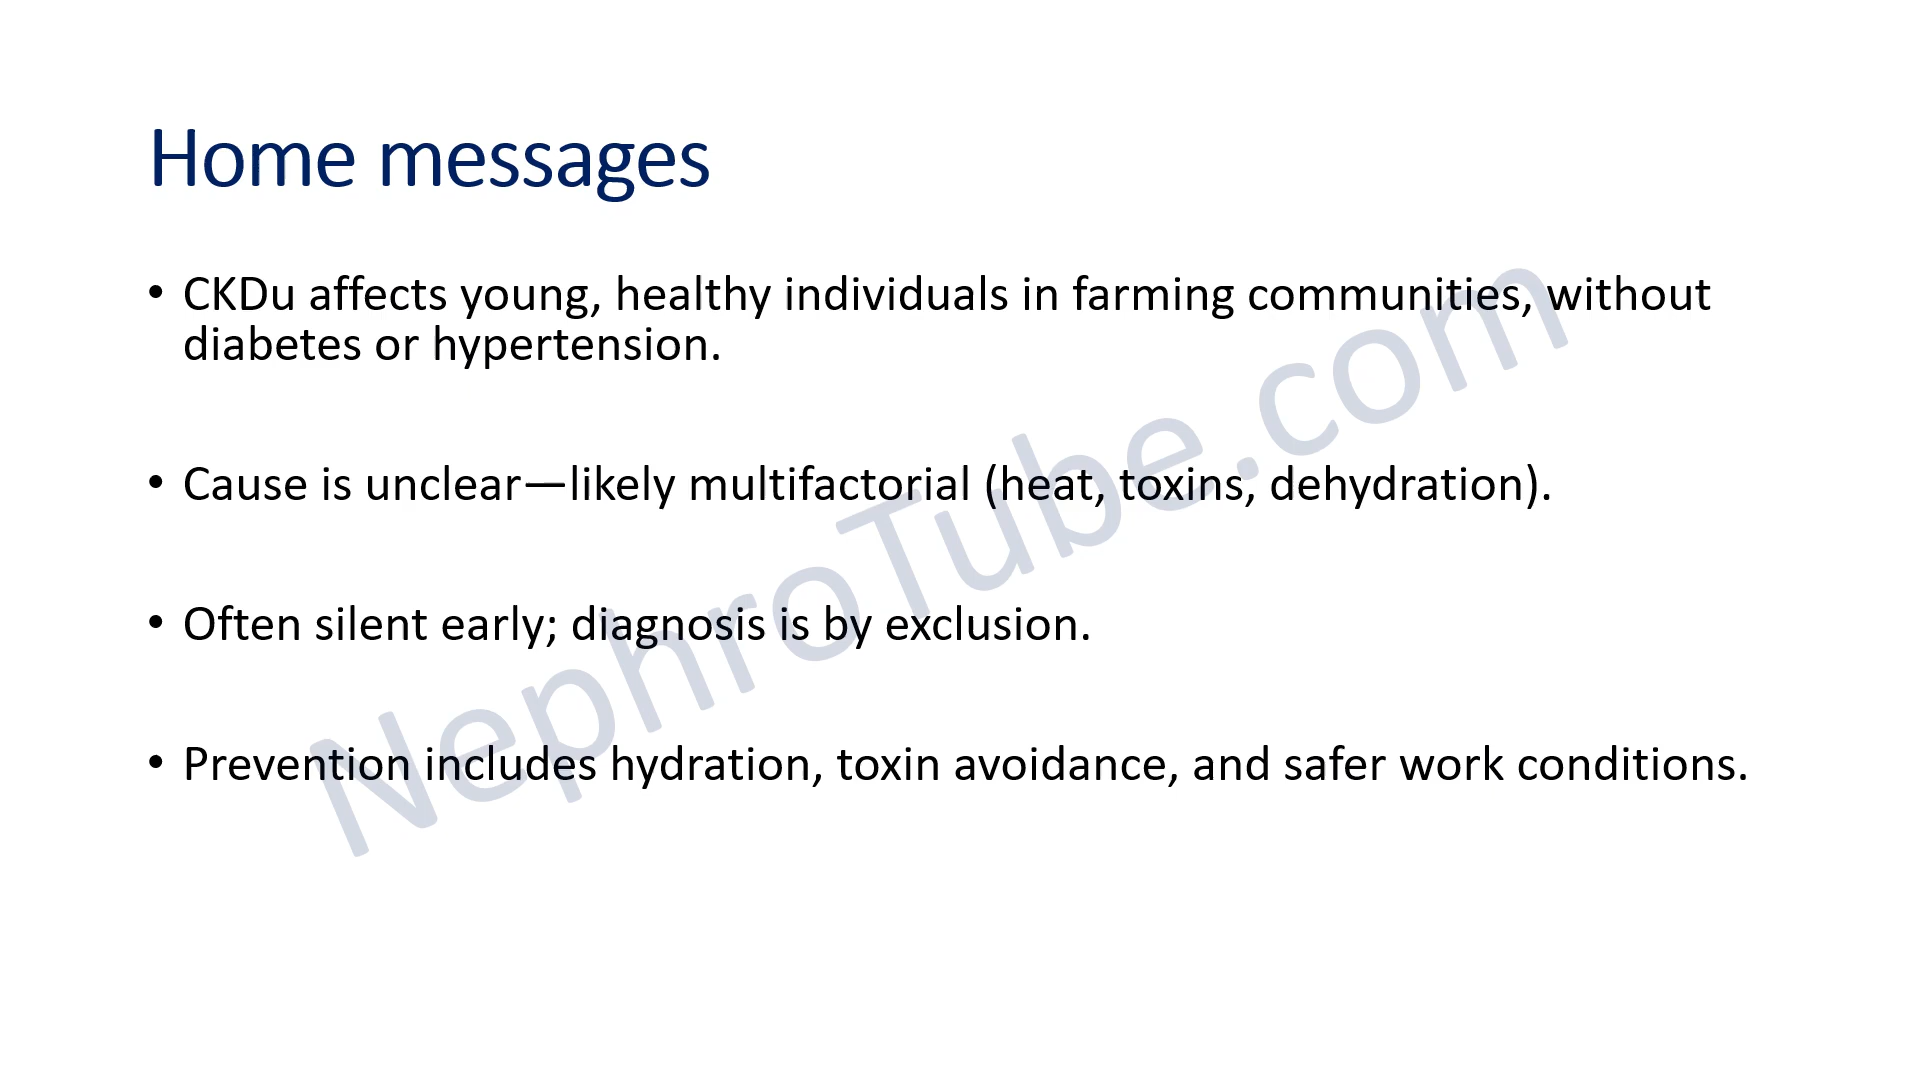 Home messages
• CKDu affects young, healthy individuals in farming communities, without
diabetes or hypertension.
• Cause is unclear—likely multifactorial (heat, toxins, dehydration).
• Often silent early; diagnosis is by exclusion.
• Prevention includes hydration, toxin avoidance, and safer work conditions.
NephroTube.com